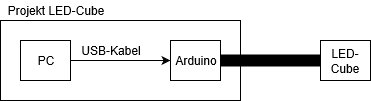 Projekt LED-Cube
PC
USB-Kabel
Arduino
LED-
Cube